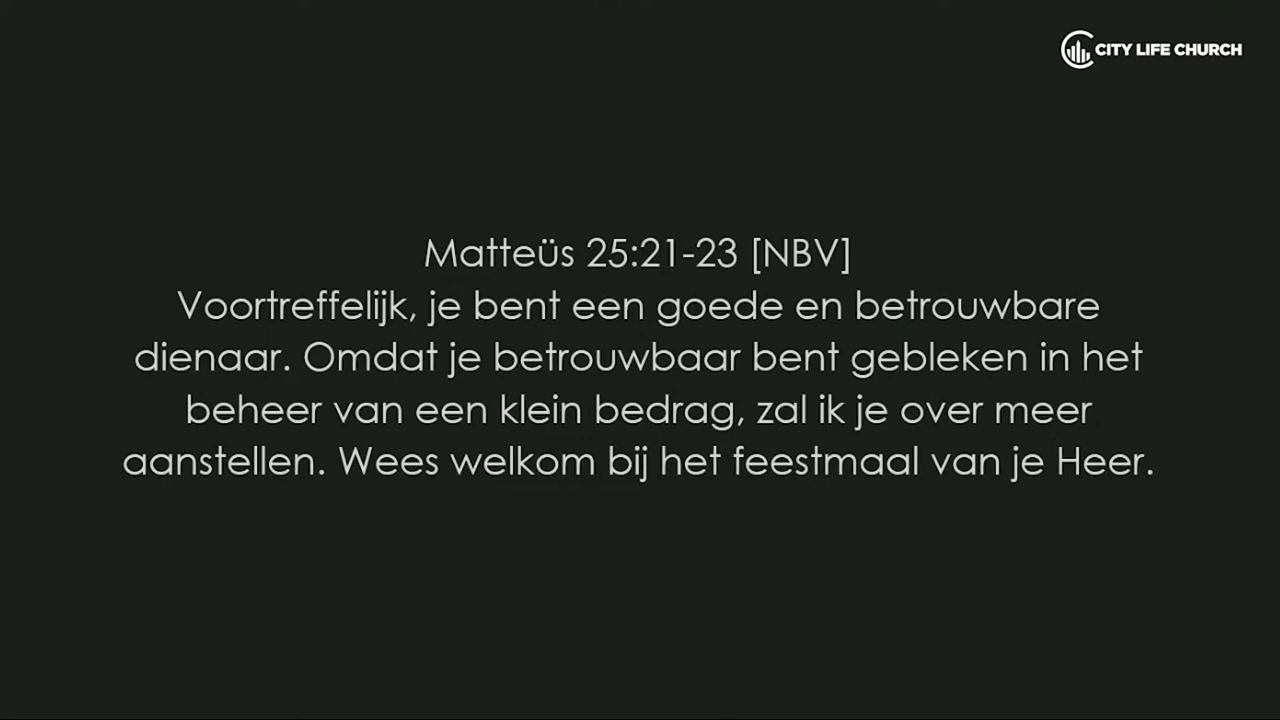 CITY LIFE CHURCH
Matteüs 25:21-23 [NBV]
Voortreffelijk, je bent een goede en betrouwbare
dienaar. Omdat je betrouwbaar bent gebleken in het
beheer van een klein bedrag, zal ik je over meer
aanstellen. Wees welkom bij het feestmaal van je Heer.